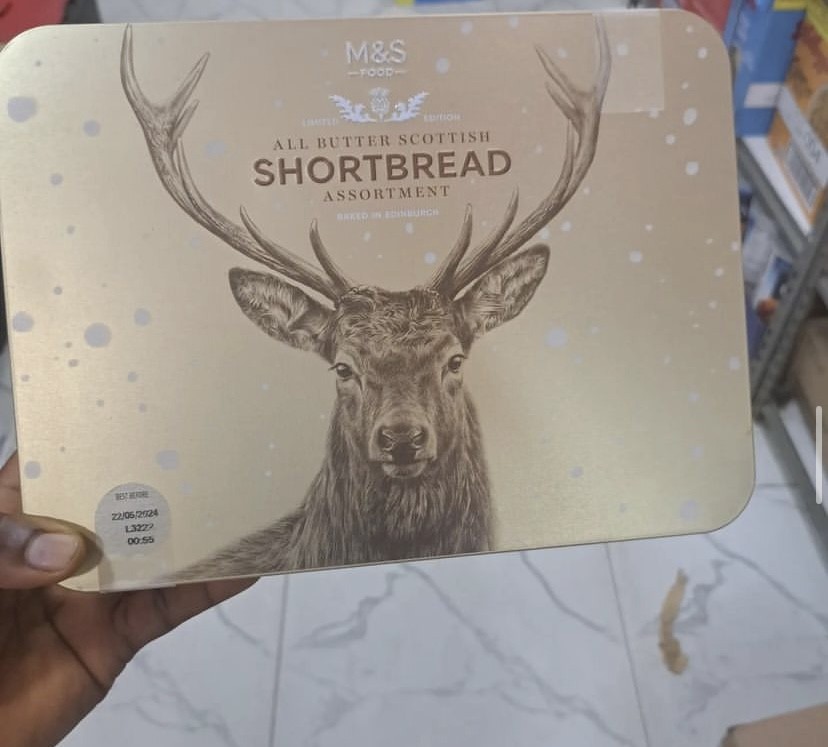 M&S
FOOD
LIMITED EDITION
ALL BUTTER SCOTTISH
SHORTBREAD
ASSORTMENT
BAKED IN EDINBURGH
BEST BEFORE
22/05/2024
L3222
00:55